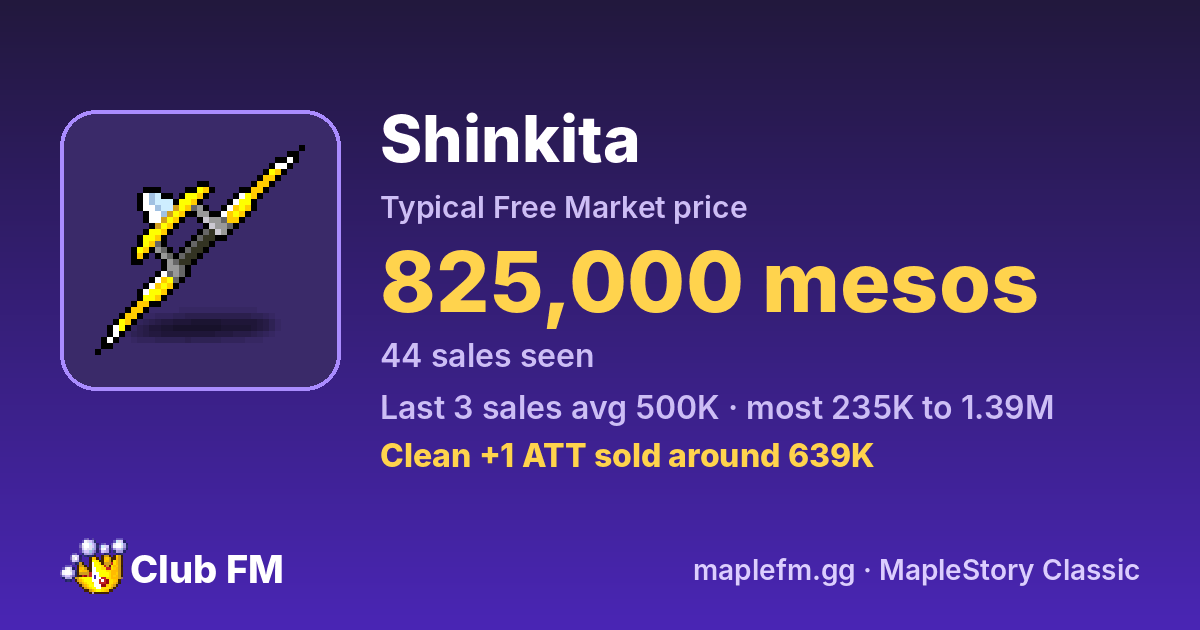 Shinkita
Typical Free Market price
825,000 mesos
44 sales seen
Last 3 sales avg 500K · most 235K to 1.39M
Clean +1 ATT sold around 639K
Club FM
maplefm.gg · MapleStory Classic